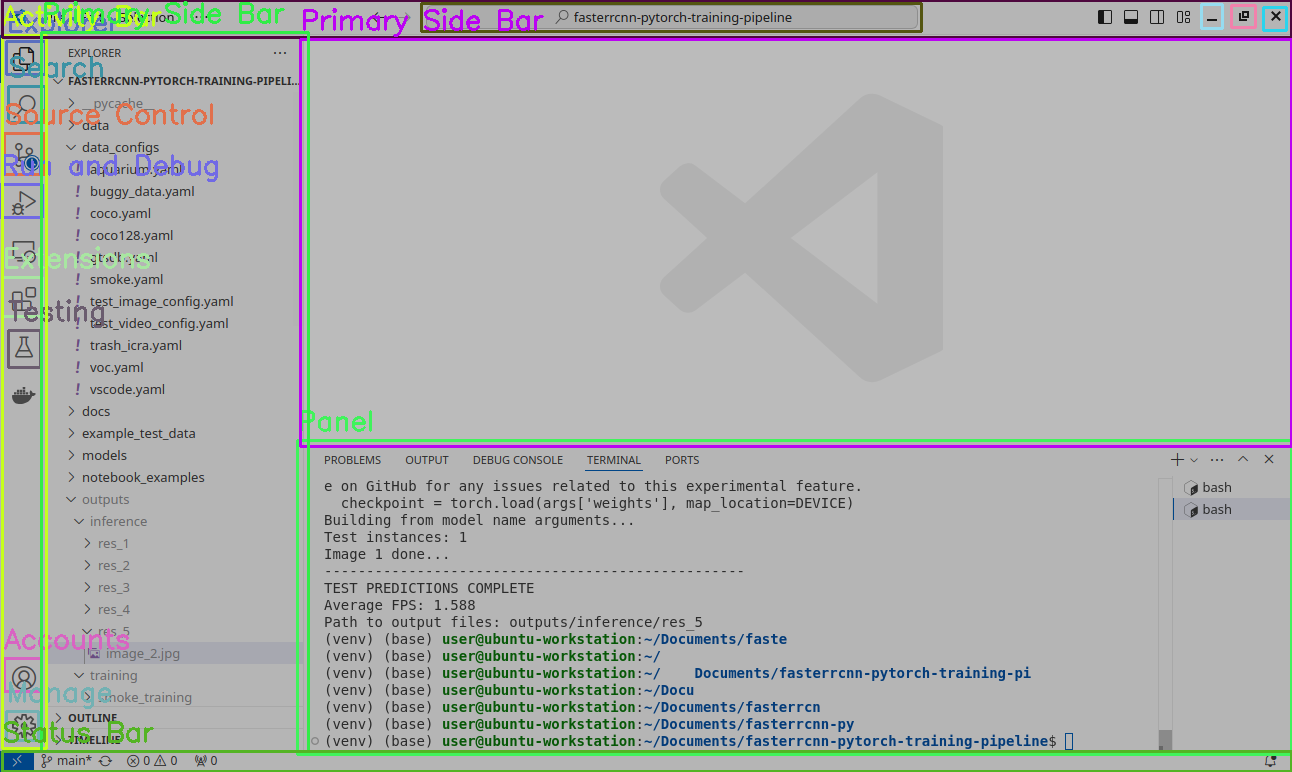 Activity Bar
Explorer
Primary Side Bar
Primary Side Bar
fasterrcnn-pytorch-training-pipeline
EXPLORER
Search
FASTERRCNN-PYTORCH-TRAINING-PIPELI...
__pycache__
Source Control
data
data_configs
Run and Debug
! aquarium.yaml
! buggy_data.yaml
! coco.yaml
! coco128.yaml
Extensions
! smoke.yaml
! test_image_config.yaml
Testing
! test_video_config.yaml
! trash_icra.yaml
! voc.yaml
! vscode.yaml
docs
example_test_data
models
notebook_examples
outputs
inference
res_1
res_2
res_3
res_4
res_5
Accounts
image_2.jpg
training
Manage
smoke_training
OUTLINE
Status Bar
TIMELINE
Panel
PROBLEMS OUTPUT DEBUG CONSOLE TERMINAL PORTS
e on GitHub for any issues related to this experimental feature.
checkpoint = torch.load(args['weights'], map_location=DEVICE)
Building from model name arguments...
Test instances: 1
Image 1 done...
--------------------------------------------------
TEST PREDICTIONS COMPLETE
Average FPS: 1.588
Path to output files: outputs/inference/res_5
(venv) (base) user@ubuntu-workstation:~/Documents/faste
(venv) (base) user@ubuntu-workstation:~/
(venv) (base) user@ubuntu-workstation:~/ Documents/fasterrcnn-pytorch-training-pi
(venv) (base) user@ubuntu-workstation:~/Docu
(venv) (base) user@ubuntu-workstation:~/Documents/fasterrcn
(venv) (base) user@ubuntu-workstation:~/Documents/fasterrcnn-py
(venv) (base) user@ubuntu-workstation:~/Documents/fasterrcnn-pytorch-training-pipeline$
bash
bash
main* 0 0 0